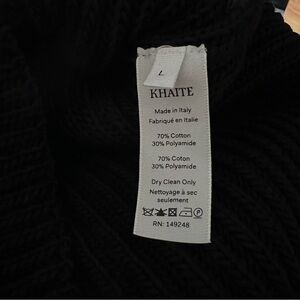 L
KHAITE
Made in Italy
Fabriqué en Italie
70% Cotton
30% Polyamide
70% Coton
30% Polyamide
Dry Clean Only
Nettoyage à sec
seulement
P
RN: 149248